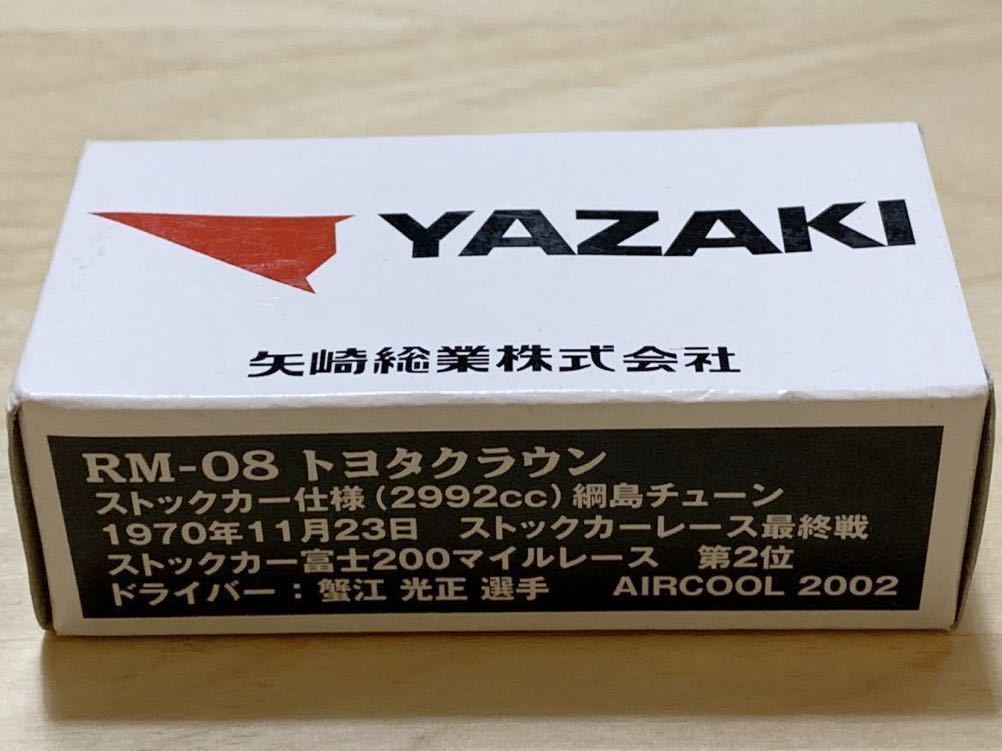 YAZAKI
矢崎総業株式会社
RM-08 トヨタクラウン
ストックカー仕様(2992cc)綱島チューン
1970年11月23日 ストックカーレース最終戦
ストックカー富士200マイルレース 第2位
ドライバー:蟹江 光正 選手 AIRCOOL 2002